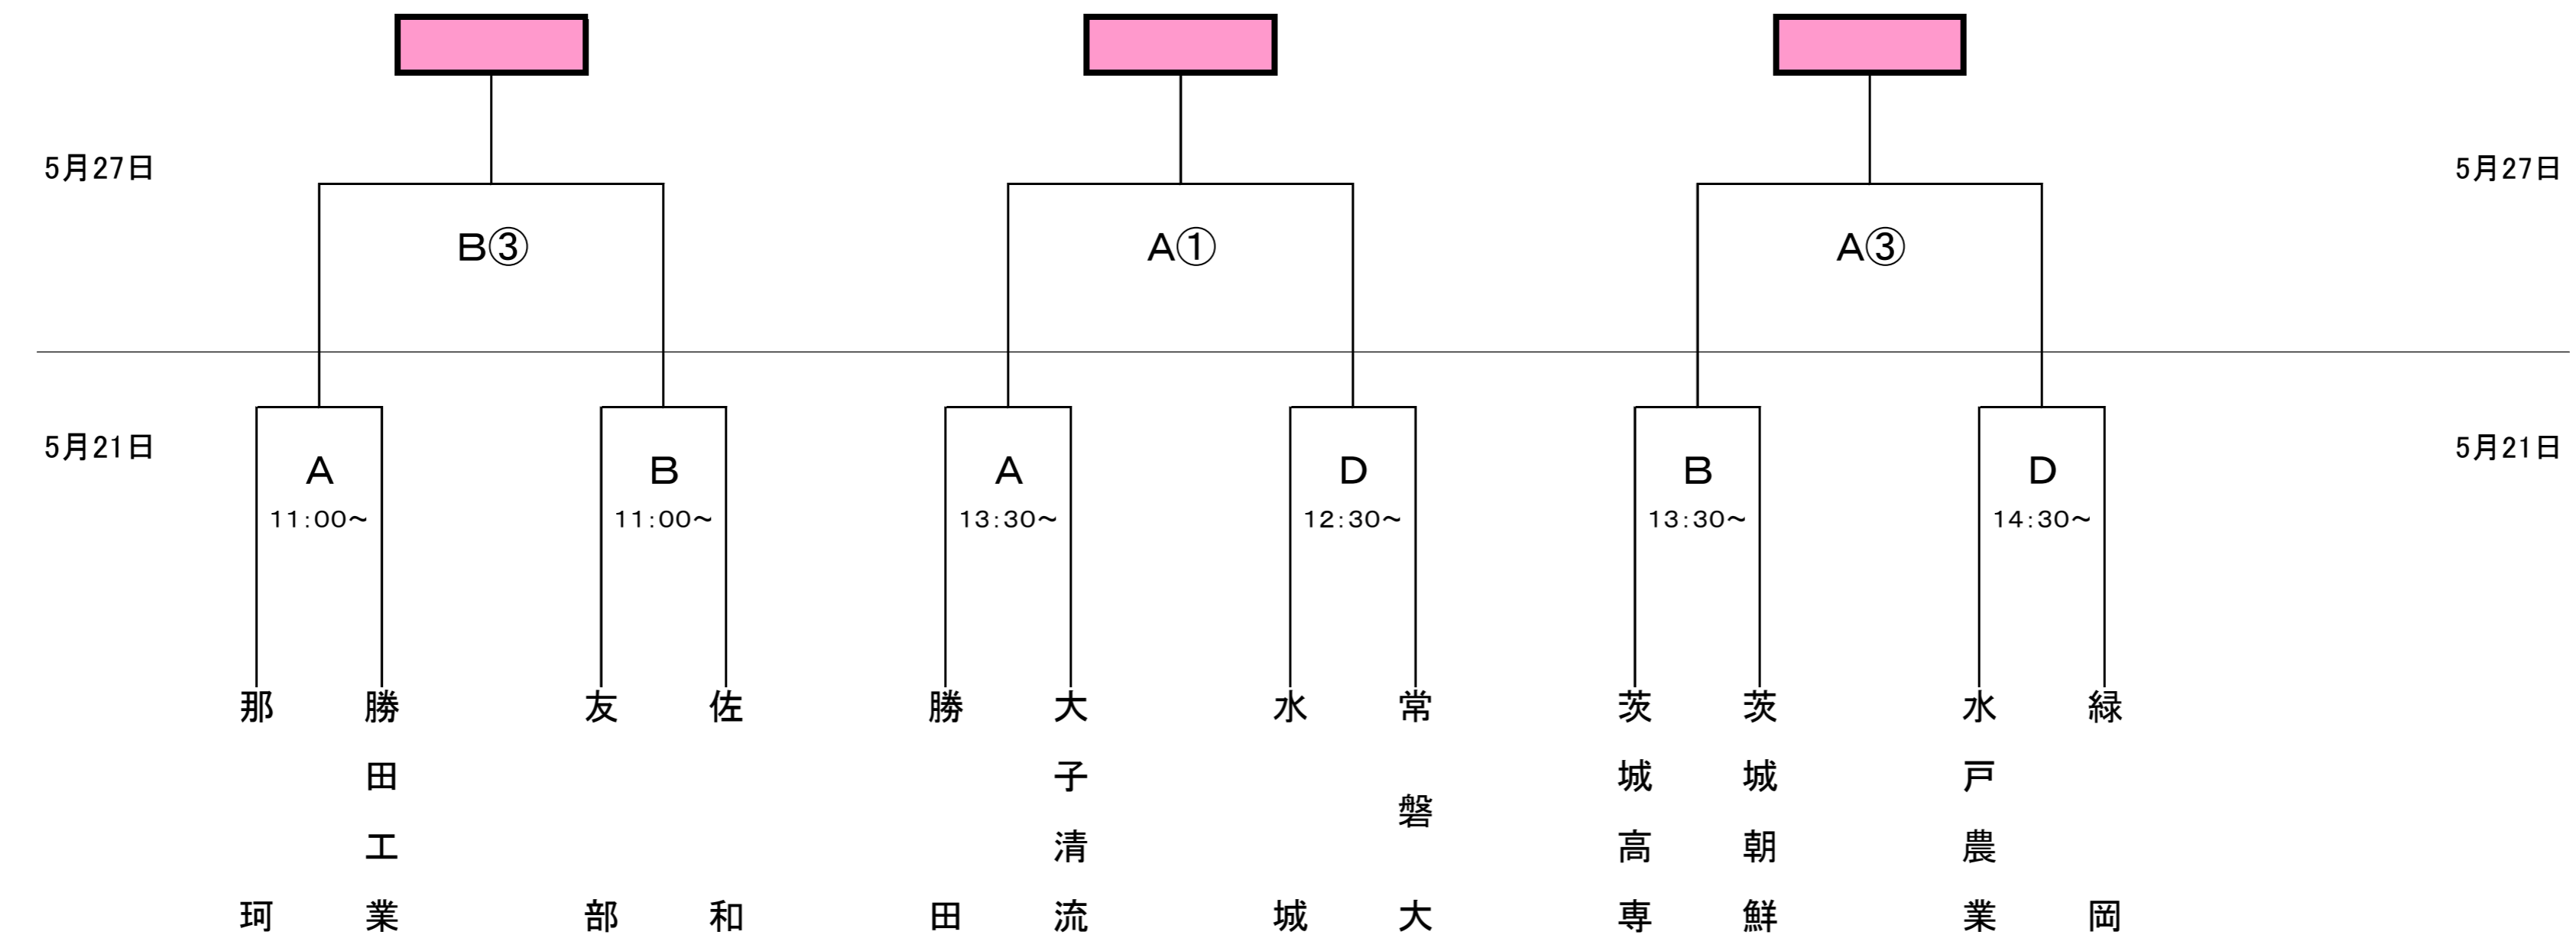 5月27日
5月27日
B③
A①
A③
5月21日
5月21日
A
11:00~
B
11:00~
A
13:30~
D
12:30~
B
13:30~
D
14:30~
那珂
勝田工業
友部
佐和
勝田
大子清流
水城
常磐大
茨城高専
茨城朝鮮
水戸農業
緑岡